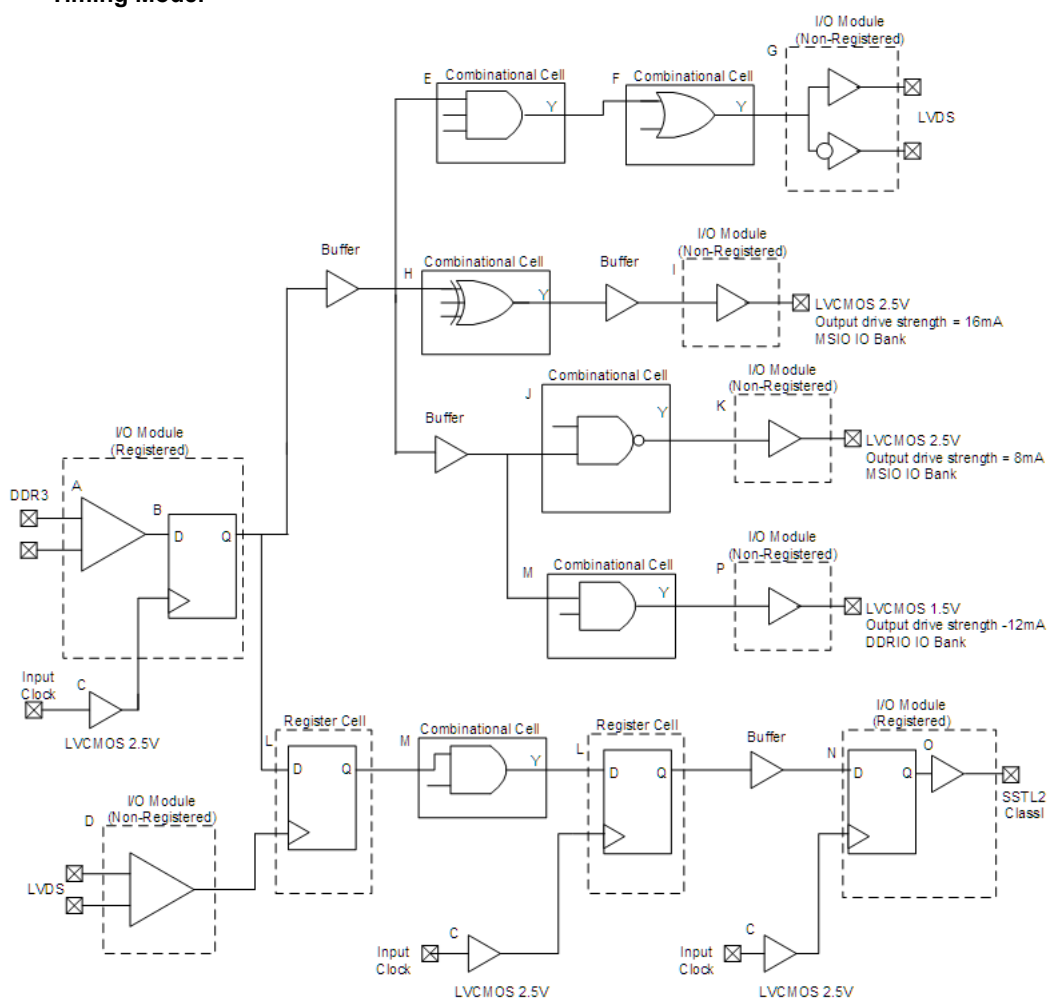 Timing Model
I/O Module
(Non-Registered)
G
E
Combinational Cell
Y
F
Combinational Cell
Y
LVDS
Buffer
H
Combinational Cell
Y
Buffer
I/O Module
(Non-Registered)
I
LVCMOS 2.5V
Output drive strength = 16mA
MSIO IO Bank
Buffer
Combinational Cell
J
Y
I/O Module
(Non-Registered)
K
LVCMOS 2.5V
Output drive strength = 8mA
MSIO IO Bank
I/O Module
(Registered)
DDR3
A
B
D
Q
M
Combinational Cell
Y
I/O Module
(Non-Registered)
P
LVCMOS 1.5V
Output drive strength -12mA
DDRIO IO Bank
Input
Clock
C
LVCMOS 2.5V
Register Cell
L
D
Q
M
Combinational Cell
Y
Register Cell
L
D
Q
Buffer
I/O Module
(Registered)
N
D
Q
O
SSTL2
ClassI
I/O Module
(Non-Registered)
D
LVDS
Input
Clock
C
LVCMOS 2.5V
Input
Clock
C
LVCMOS 2.5V